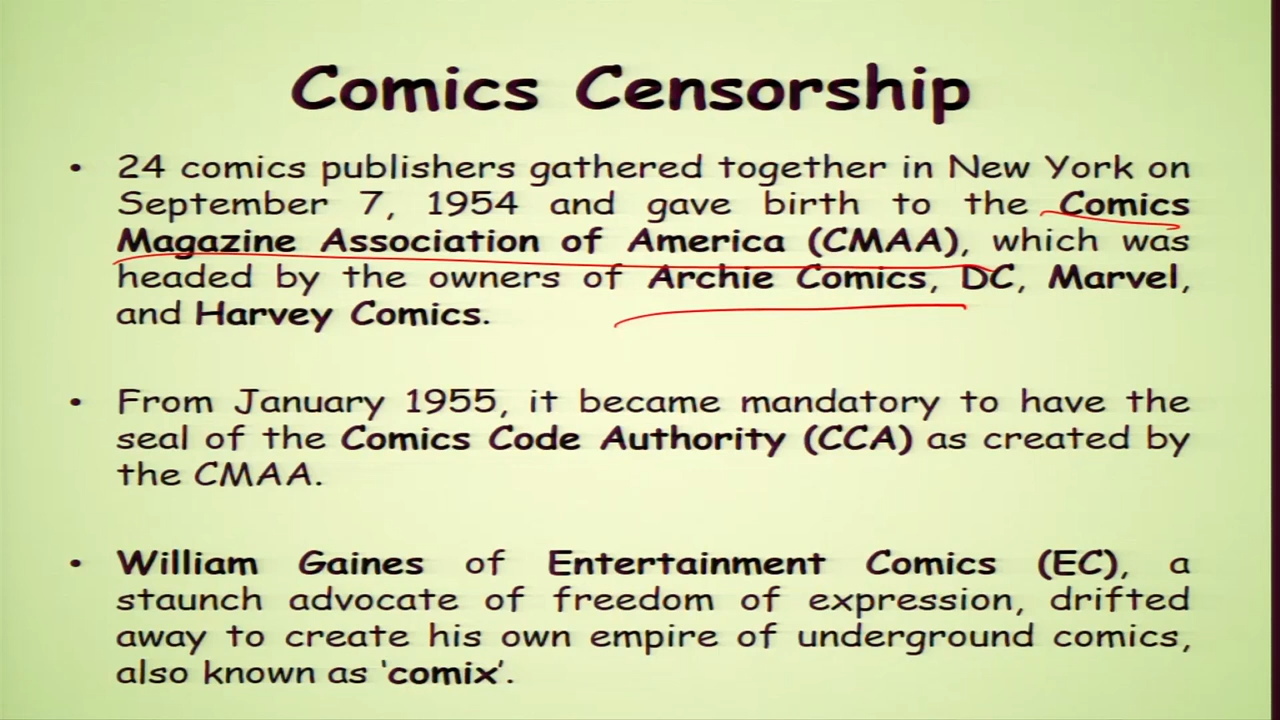 Comics Censorship
• 24 comics publishers gathered together in New York on
September 7, 1954 and gave birth to the Comics
Magazine Association of America (CMAA), which was
headed by the owners of Archie Comics, DC, Marvel,
and Harvey Comics.
• From January 1955, it became mandatory to have the
seal of the Comics Code Authority (CCA) as created by
the CMAA.
• William Gaines of Entertainment Comics (EC), a
staunch advocate of freedom of expression, drifted
away to create his own empire of underground comics,
also known as 'comix'.